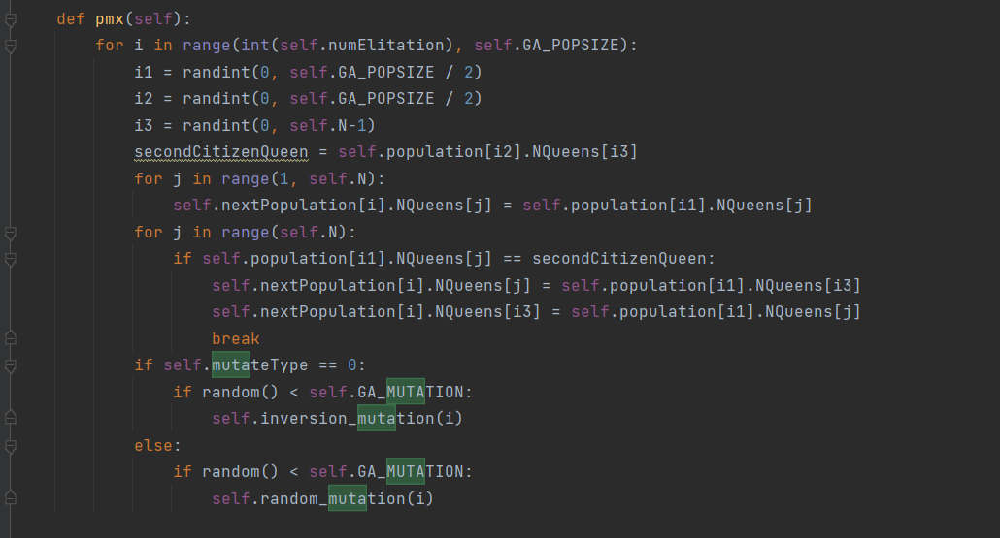 def pmx(self):
    for i in range(int(self.numElitation), self.GA_POPSIZE):
        i1 = randint(0, self.GA_POPSIZE / 2)
        i2 = randint(0, self.GA_POPSIZE / 2)
        i3 = randint(0, self.N-1)
        secondCitizenQueen = self.population[i2].NQueens[i3]
        for j in range(1, self.N):
            self.nextPopulation[i].NQueens[j] = self.population[i1].NQueens[j]
        for j in range(self.N):
            if self.population[i1].NQueens[j] == secondCitizenQueen:
                self.nextPopulation[i].NQueens[j] = self.population[i1].NQueens[i3]
                self.nextPopulation[i].NQueens[i3] = self.population[i1].NQueens[j]
                break
        if self.mutateType == 0:
            if random() < self.GA_MUTATION:
                self.inversion_mutation(i)
        else:
            if random() < self.GA_MUTATION:
                self.random_mutation(i)